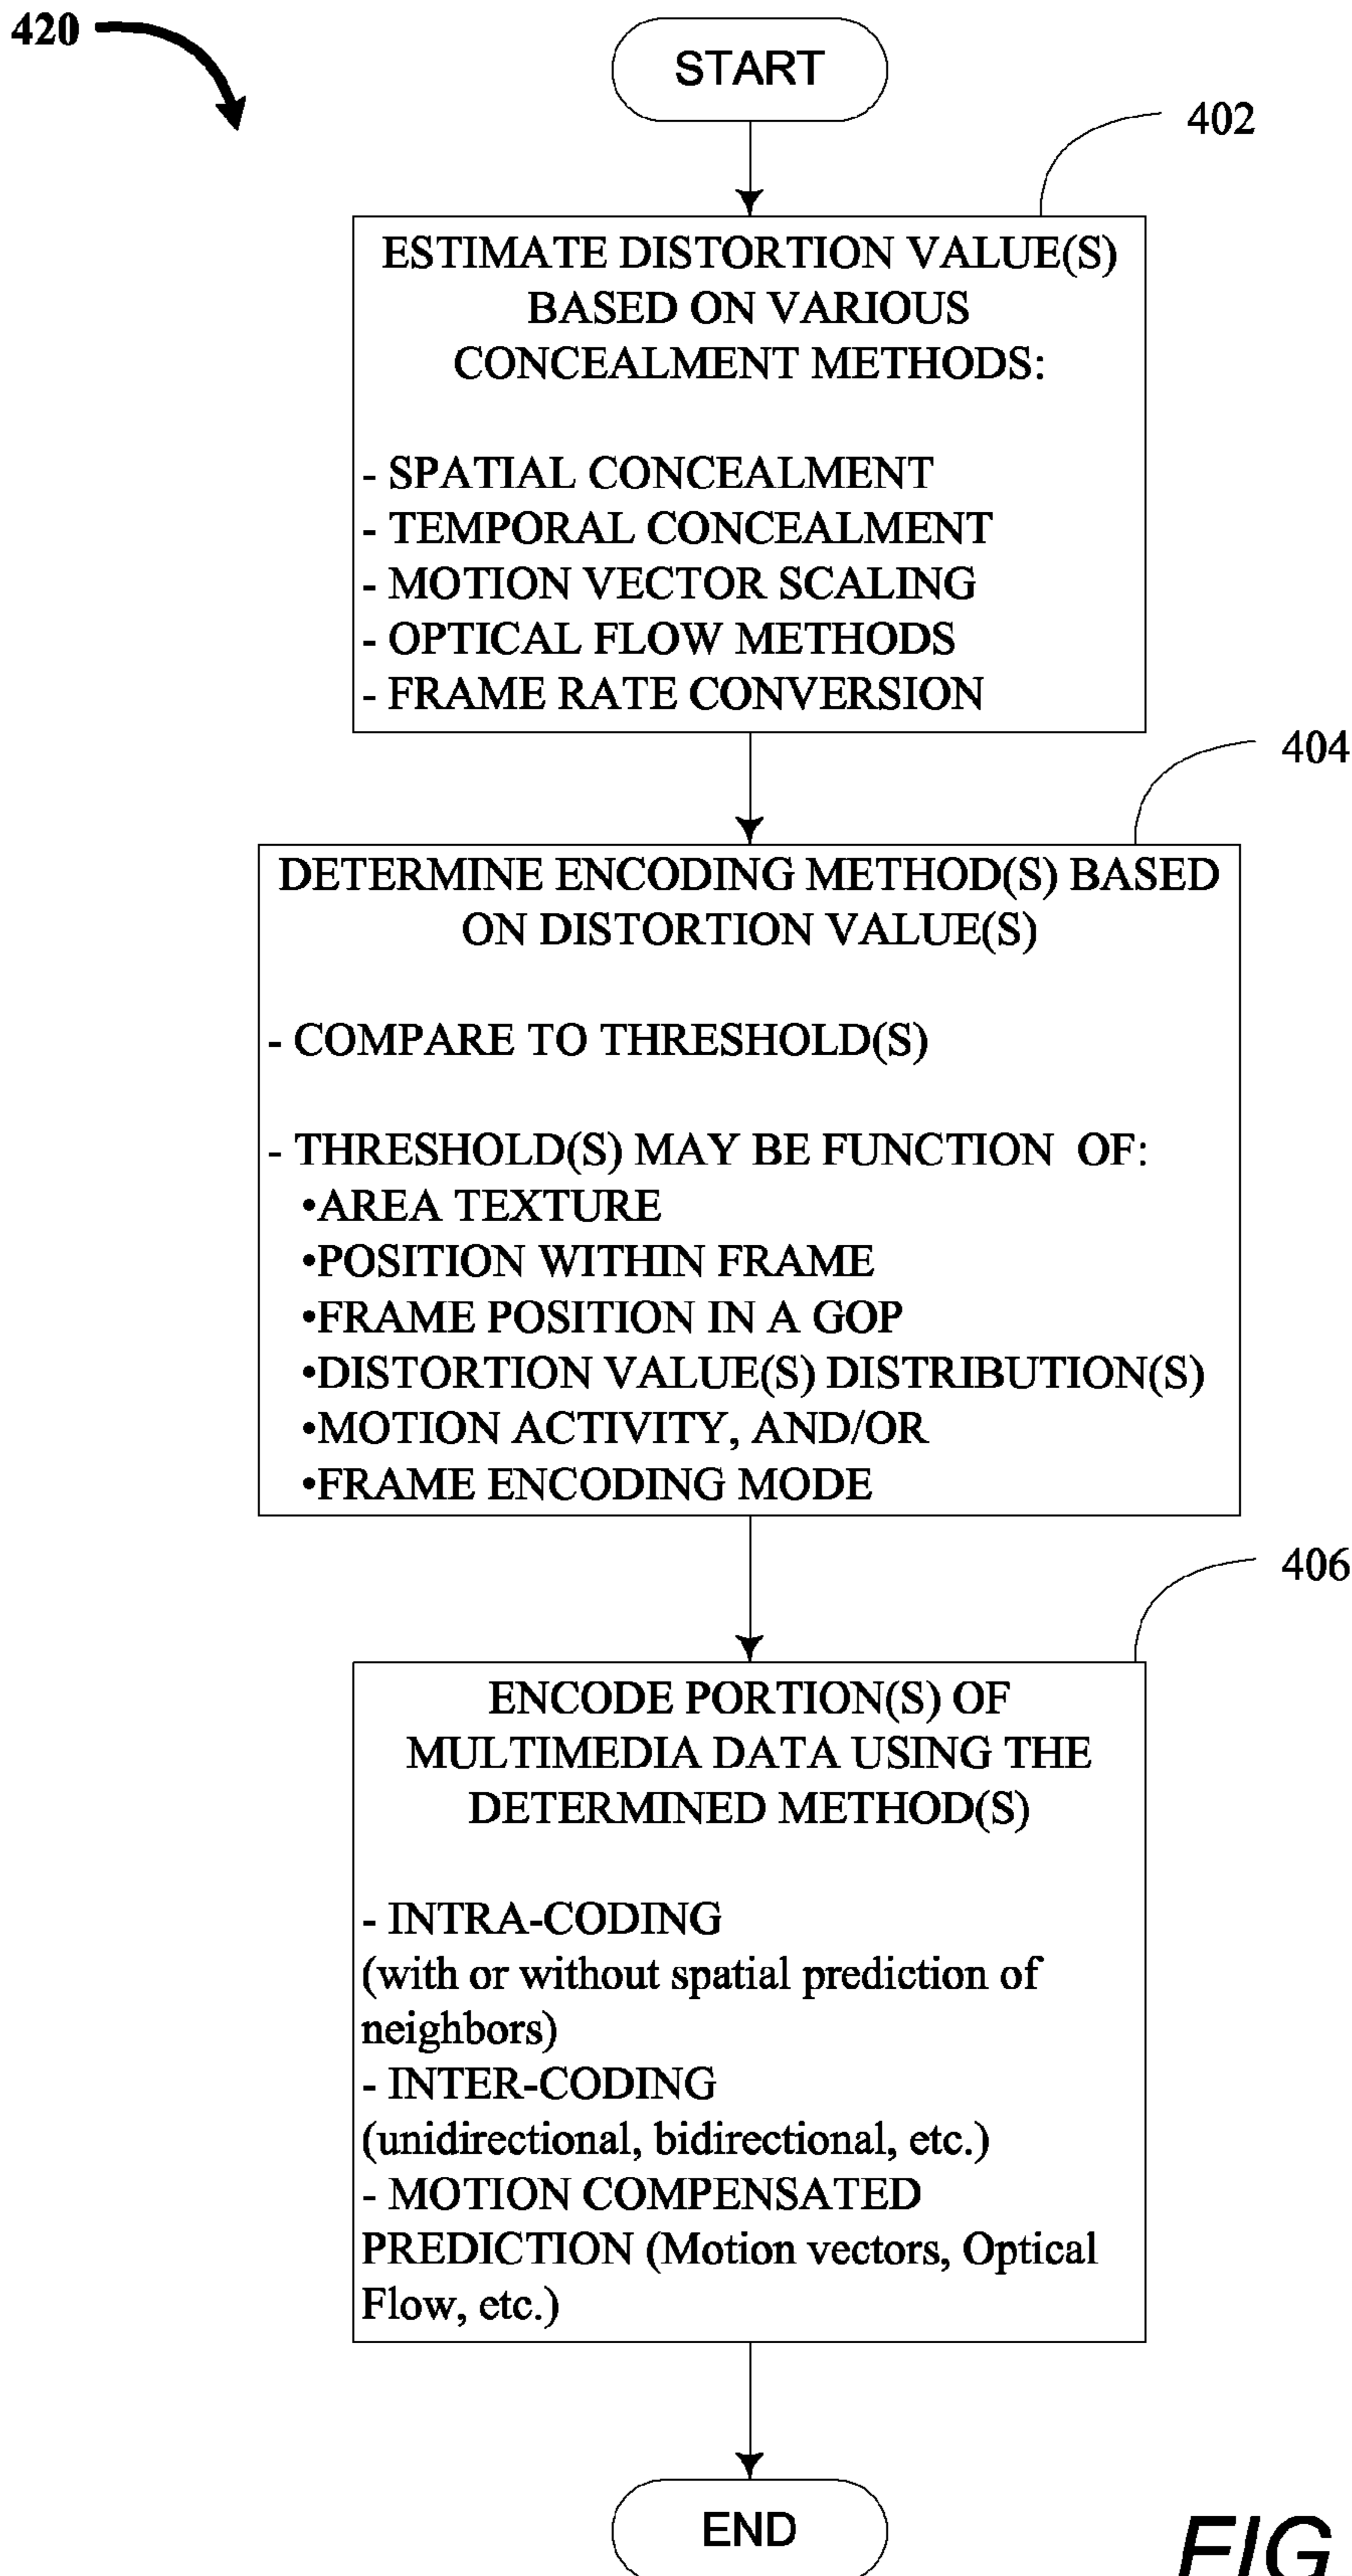 420
START
402
ESTIMATE DISTORTION VALUE(S)
BASED ON VARIOUS
CONCEALMENT METHODS:
- SPATIAL CONCEALMENT
- TEMPORAL CONCEALMENT
- MOTION VECTOR SCALING
- OPTICAL FLOW METHODS
- FRAME RATE CONVERSION
404
DETERMINE ENCODING METHOD(S) BASED
ON DISTORTION VALUE(S)
- COMPARE TO THRESHOLD(S)
- THRESHOLD(S) MAY BE FUNCTION OF:
•AREA TEXTURE
•POSITION WITHIN FRAME
•FRAME POSITION IN A GOP
•DISTORTION VALUE(S) DISTRIBUTION(S)
•MOTION ACTIVITY, AND/OR
•FRAME ENCODING MODE
406
ENCODE PORTION(S) OF
MULTIMEDIA DATA USING THE
DETERMINED METHOD(S)
- INTRA-CODING
(with or without spatial prediction of
neighbors)
- INTER-CODING
(unidirectional, bidirectional, etc.)
- MOTION COMPENSATED
PREDICTION (Motion vectors, Optical
Flow, etc.)
END
FIG